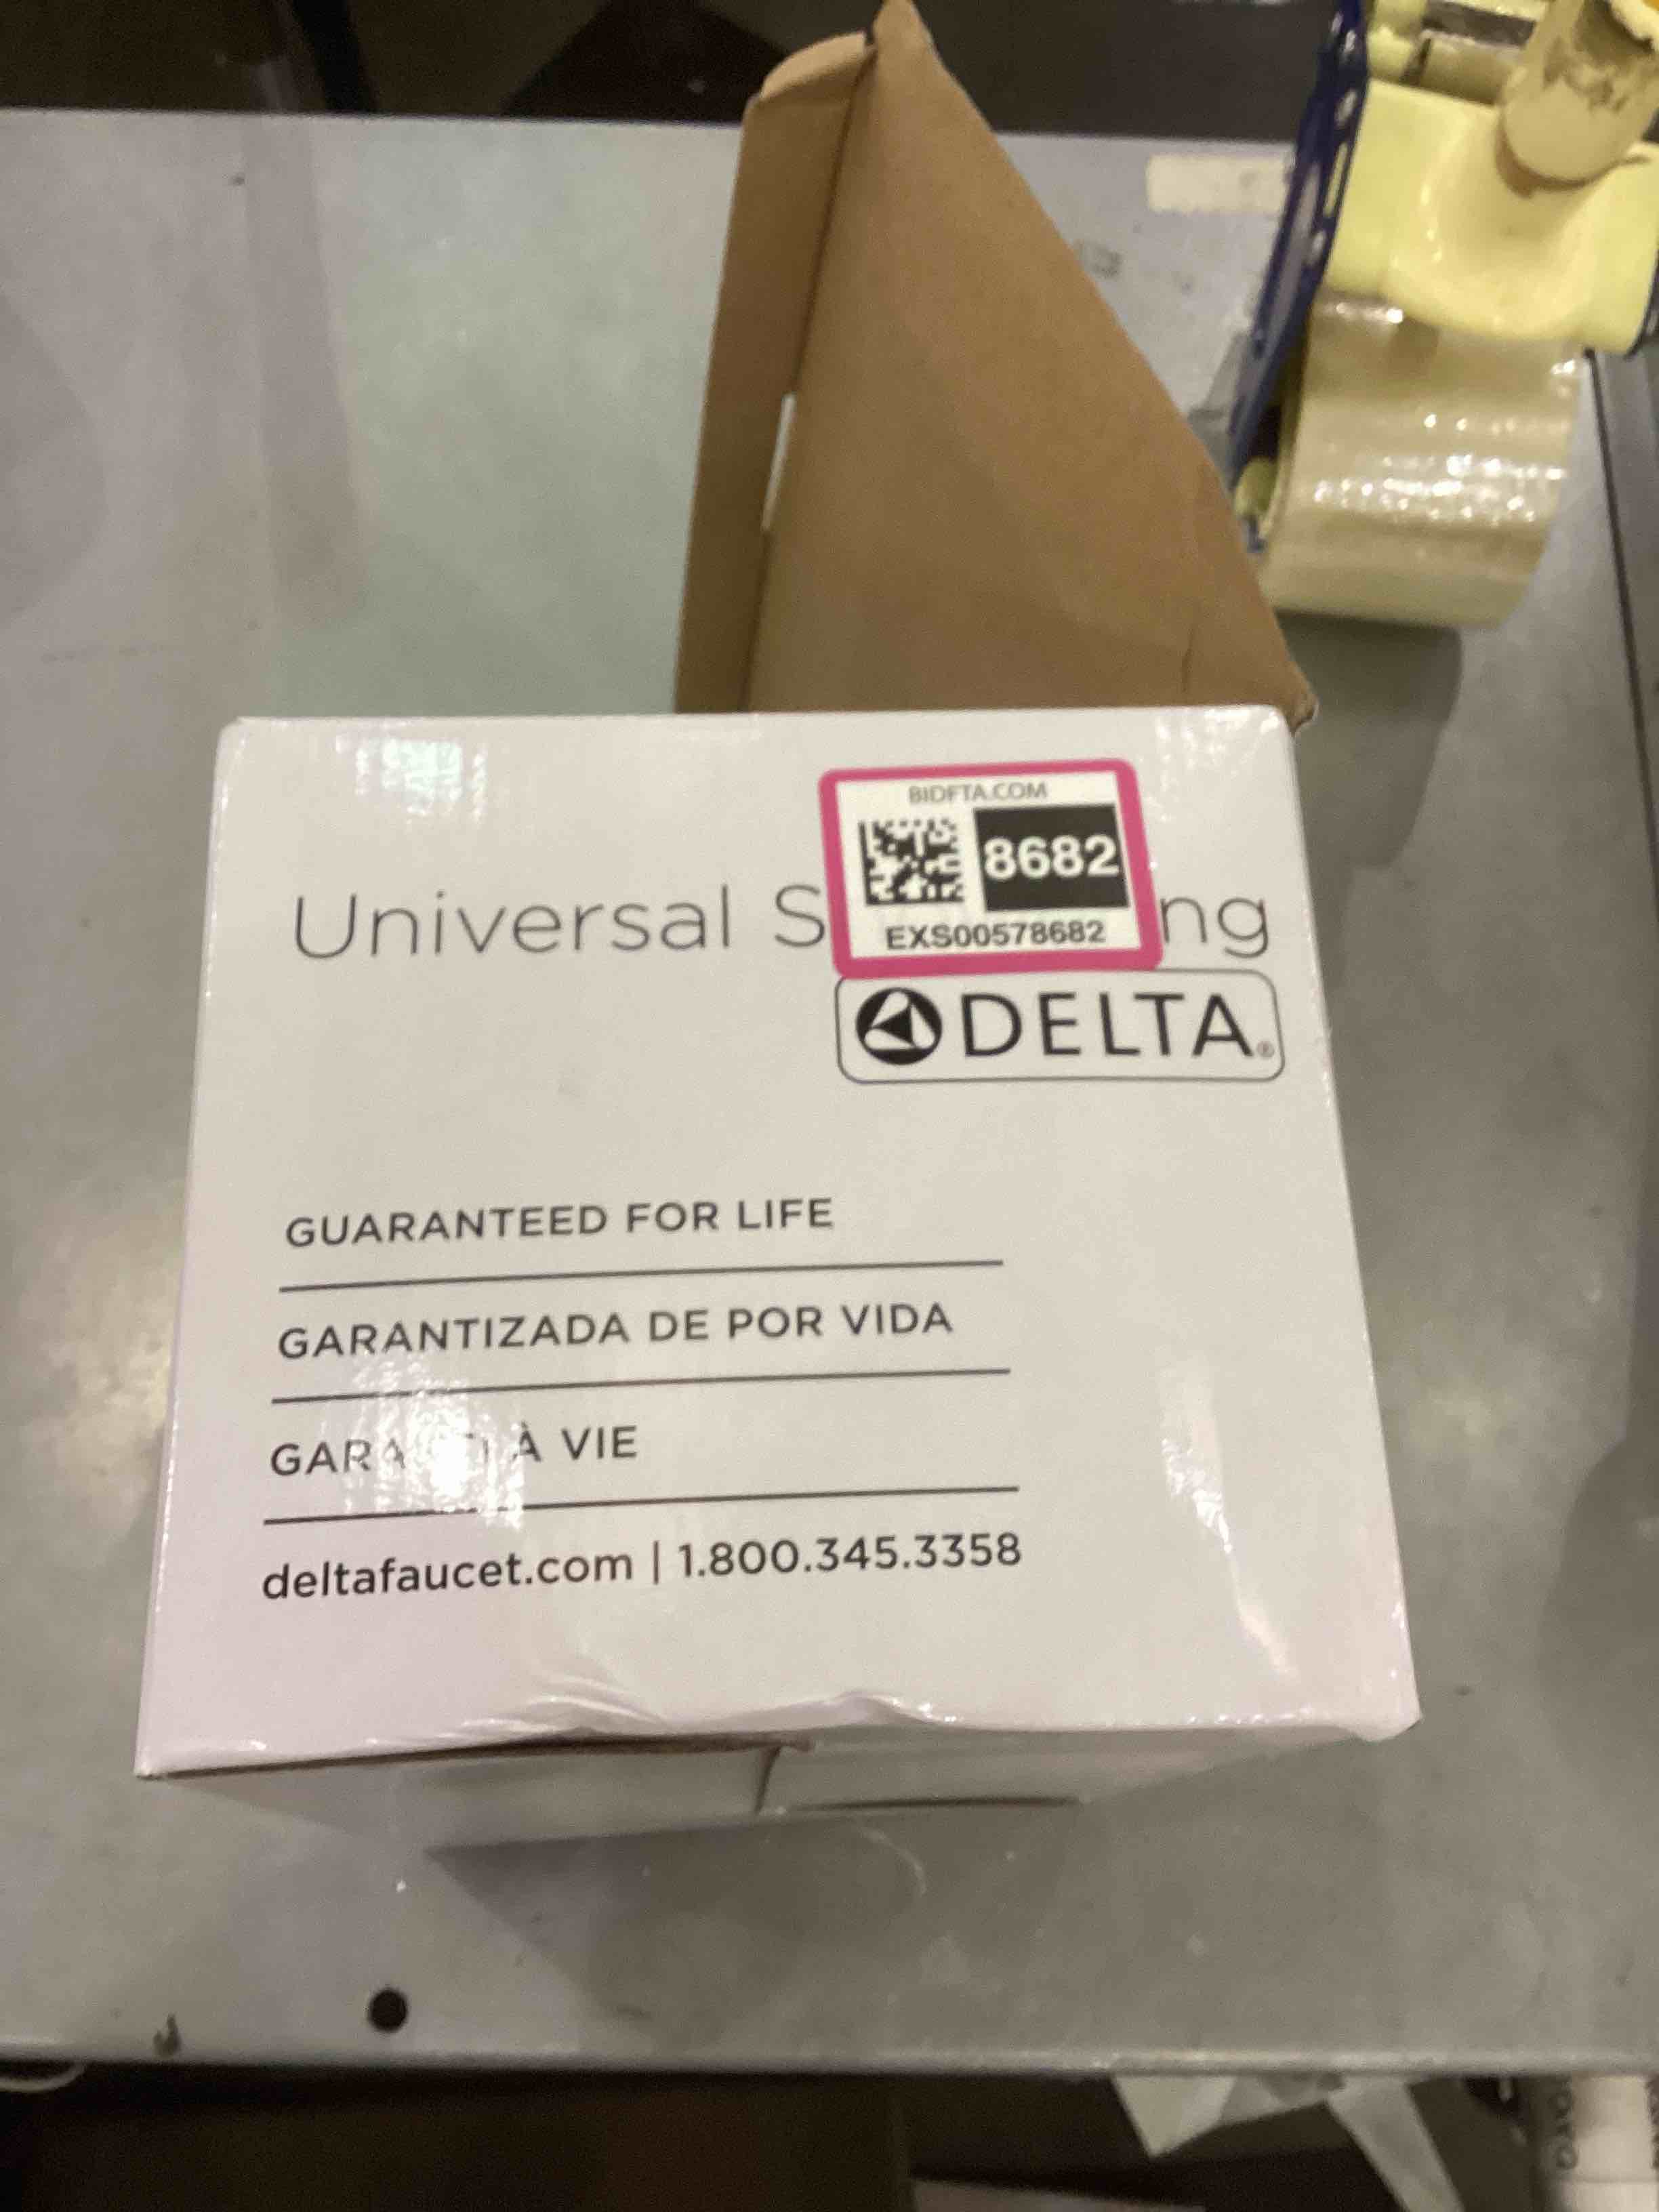 BIDFTA.COM
8682
EXS00578682
Universal
DELTA®
GUARANTEED FOR LIFE
GARANTIZADA DE POR VIDA
À VIE
deltafaucet.com | 1.800.345.3358